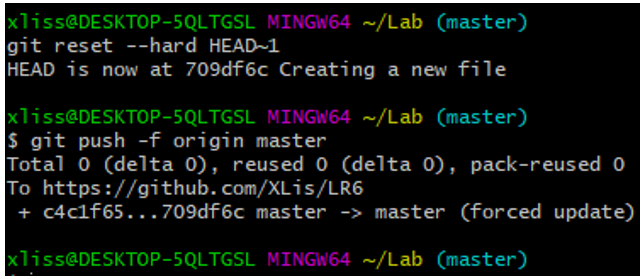 xliss@DESKTOP-5QLTGSL MINGW64 ~/Lab (master)
git reset --hard HEAD~1
HEAD is now at 709df6c Creating a new file
xliss@DESKTOP-5QLTGSL MINGW64 ~/Lab (master)
$ git push -f origin master
Total 0 (delta 0), reused 0 (delta 0), pack-reused 0
To https://github.com/XLis/LR6
 + c4c1f65...709df6c master -> master (forced update)
xliss@DESKTOP-5QLTGSL MINGW64 ~/Lab (master)